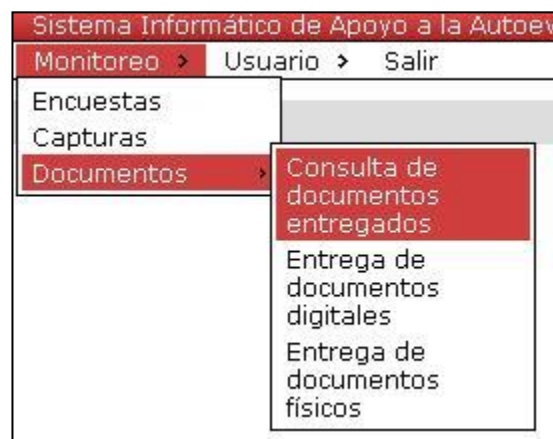 Sistema Informático de Apoyo a la Autoev
Monitoreo > Usuario > Salir
Encuestas
Capturas
Documentos >
Consulta de
documentos
entregados
Entrega de
documentos
digitales
Entrega de
documentos
físicos